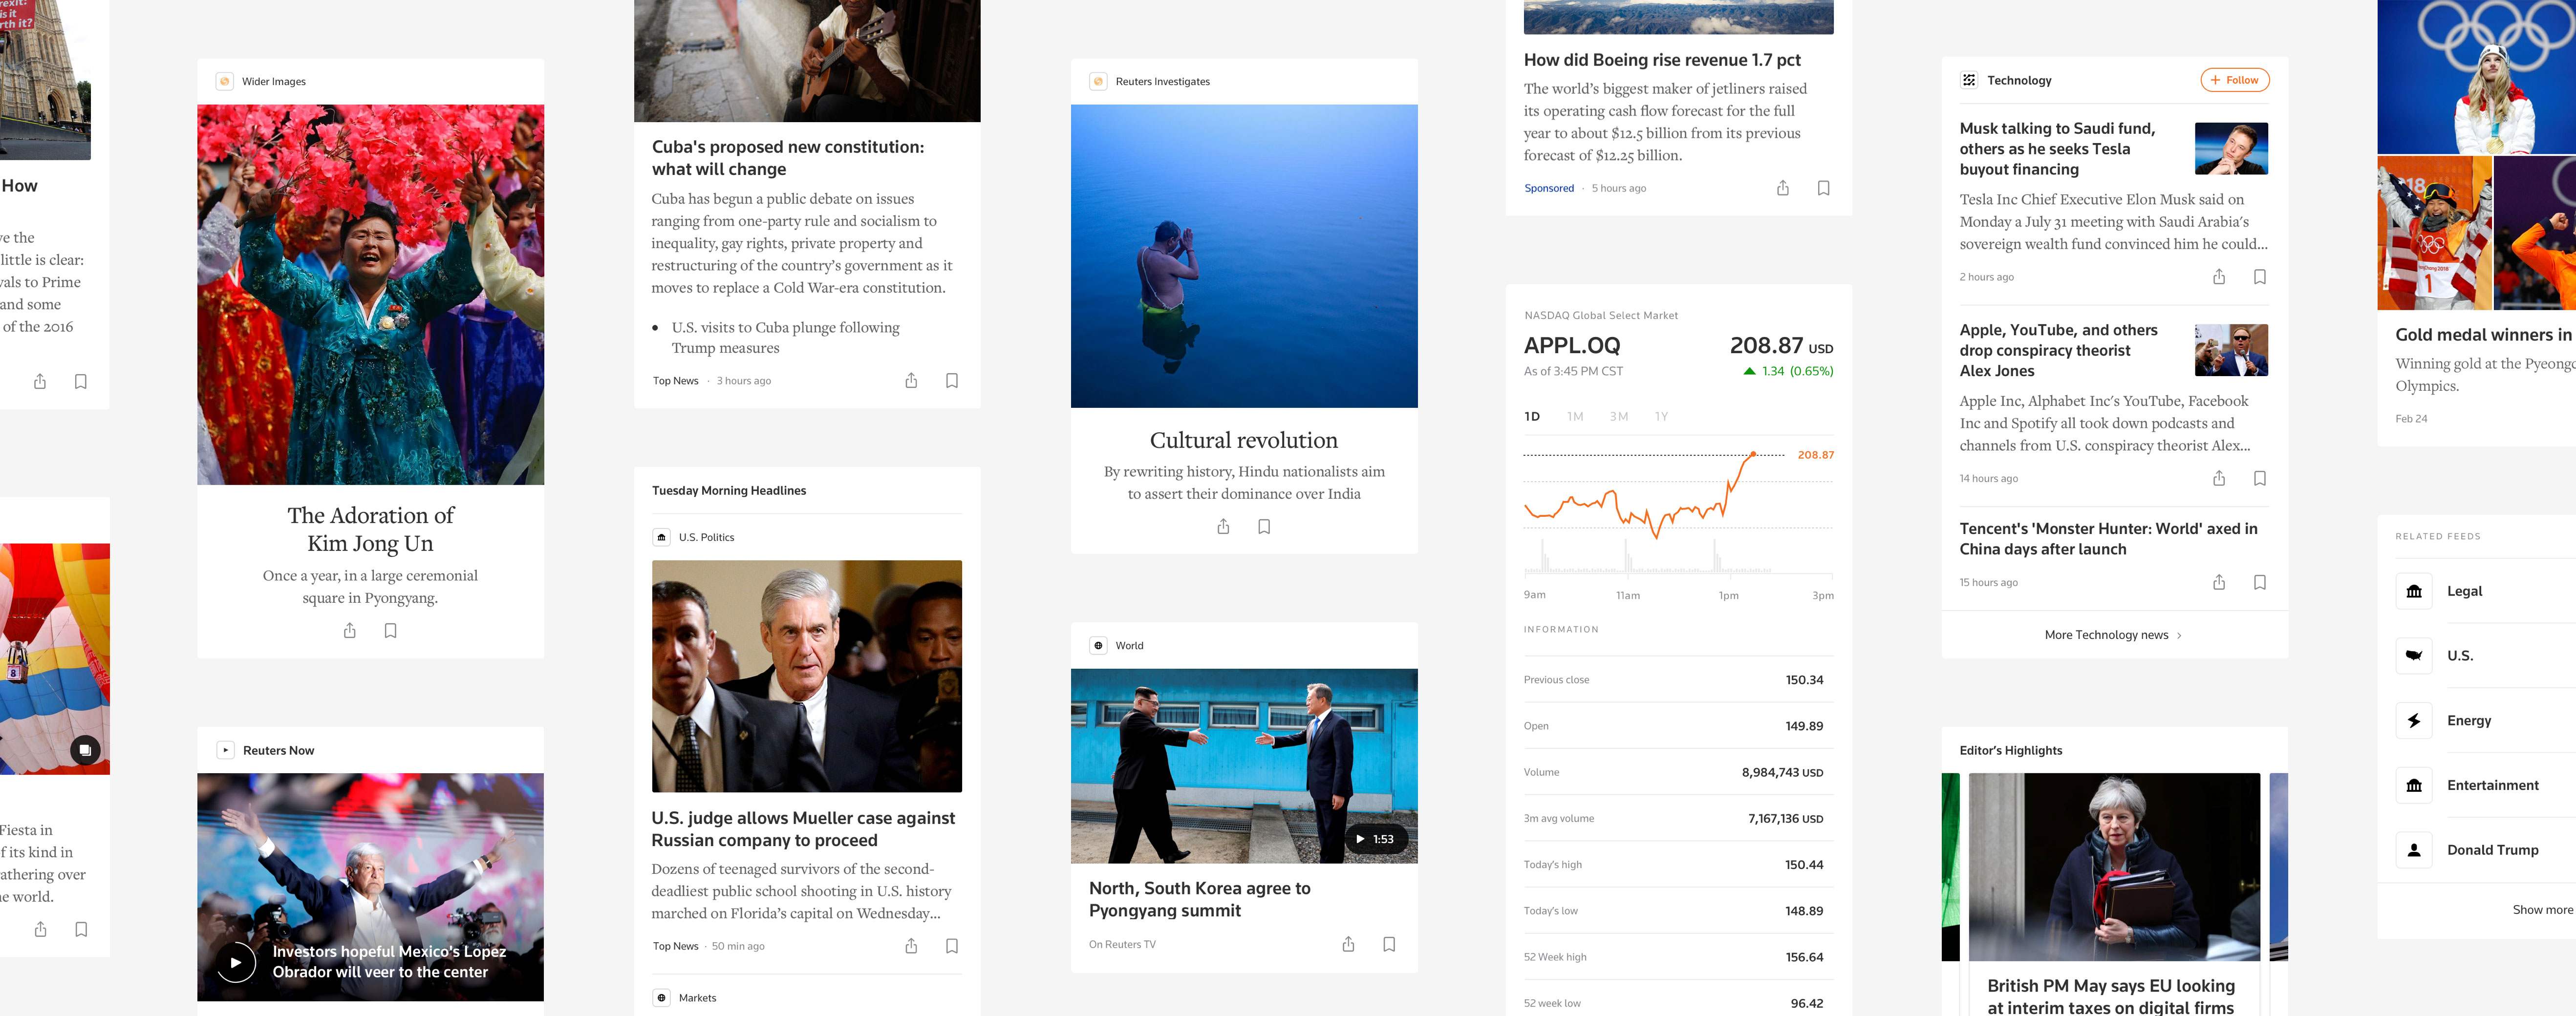 rexit:
is it
rth it?
How
ve the
little is clear:
vals to Prime
and some
of the 2016
8
Fiesta in
f its kind in
athering over
e world.
Wider Images
The Adoration of
Kim Jong Un
Once a year, in a large ceremonial
square in Pyongyang.
Reuters Now
Investors hopeful Mexico's Lopez
Obrador will veer to the center
Cuba's proposed new constitution:
what will change
Cuba has begun a public debate on issues
ranging from one-party rule and socialism to
inequality, gay rights, private property and
restructuring of the country's government as it
moves to replace a Cold War-era constitution.
• U.S. visits to Cuba plunge following
Trump measures
Top News · 3 hours ago
Tuesday Morning Headlines
U.S. Politics
U.S. judge allows Mueller case against
Russian company to proceed
Dozens of teenaged survivors of the second-
deadliest public school shooting in U.S. history
marched on Florida's capital on Wednesday...
Top News · 50 min ago
Markets
Reuters Investigates
Cultural revolution
By rewriting history, Hindu nationalists aim
to assert their dominance over India
World
1:53
North, South Korea agree to
Pyongyang summit
On Reuters TV
How did Boeing rise revenue 1.7 pct
The world's biggest maker of jetliners raised
its operating cash flow forecast for the full
year to about $12.5 billion from its previous
forecast of $12.25 billion.
Sponsored · 5 hours ago
NASDAQ Global Select Market
APPL.OQ 208.87 USD
As of 3:45 PM CST 1.34 (0.65%)
1D 1M 3M 1Y
208.87
9am 11am 1pm 3pm
INFORMATION
Previous close 150.34
Open 149.89
Volume 8,984,743 USD
3m avg volume 7,167,136 USD
Today's high 150.44
Today's low 148.89
52 Week high 156.64
52 week low 96.42
Technology + Follow
Musk talking to Saudi fund,
others as he seeks Tesla
buyout financing
Tesla Inc Chief Executive Elon Musk said on
Monday a July 31 meeting with Saudi Arabia's
sovereign wealth fund convinced him he could...
2 hours ago
Apple, YouTube, and others
drop conspiracy theorist
Alex Jones
Apple Inc, Alphabet Inc's YouTube, Facebook
Inc and Spotify all took down podcasts and
channels from U.S. conspiracy theorist Alex...
14 hours ago
Tencent's 'Monster Hunter: World' axed in
China days after launch
15 hours ago
More Technology news
Editor's Highlights
British PM May says EU looking
at interim taxes on digital firms
18
1
Gold medal winners in
Winning gold at the Pyeongc
Olympics.
Feb 24
RELATED FEEDS
Legal
U.S.
Energy
Entertainment
Donald Trump
Show more